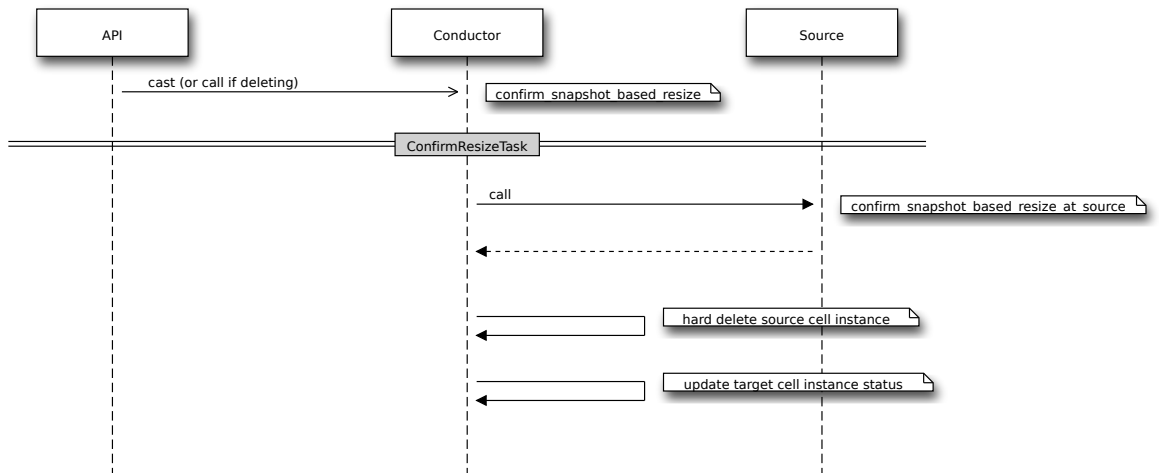 API
Conductor
Source
cast (or call if deleting)
confirm_snapshot_based_resize
ConfirmResizeTask
call
confirm_snapshot_based_resize_at_source
hard delete source cell instance
update target cell instance status